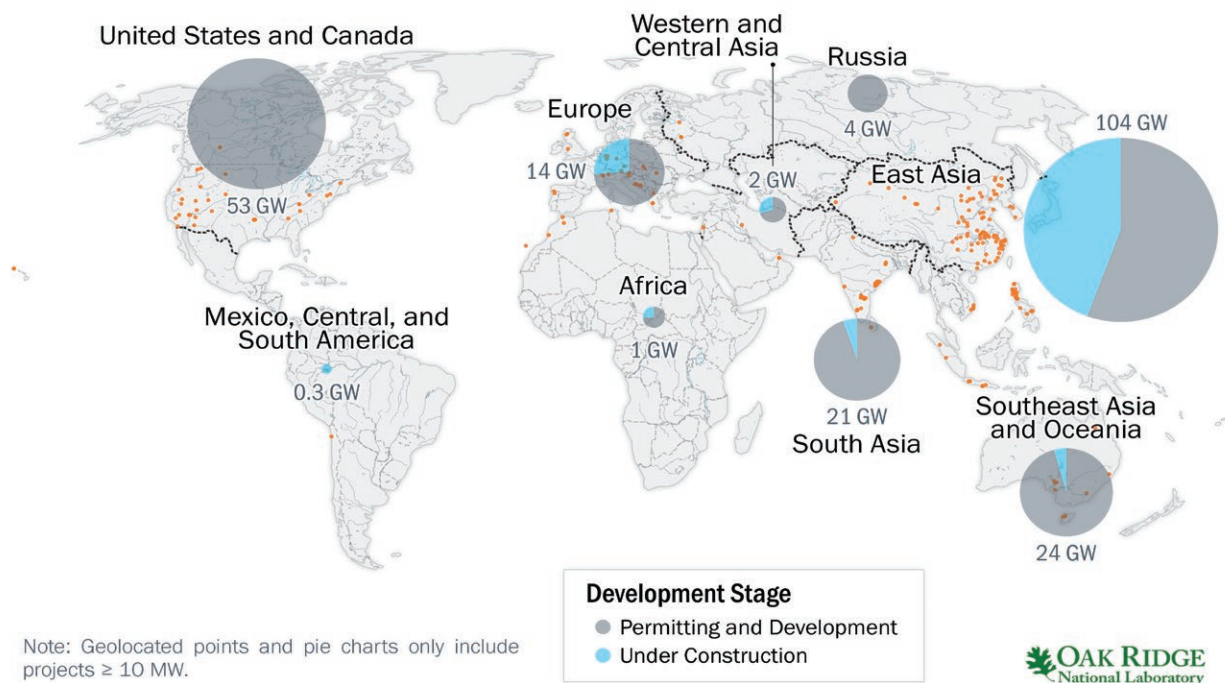 United States and Canada
53 GW
Western and
Central Asia
2 GW
Russia
4 GW
Europe
14 GW
104 GW
East Asia
Africa
1 GW
Mexico, Central, and
South America
0.3 GW
21 GW
South Asia
Southeast Asia
and Oceania
24 GW
Development Stage
Permitting and Development
Under Construction
Note: Geolocated points and pie charts only include
projects ≥ 10 MW.
OAK RIDGE
National Laboratory